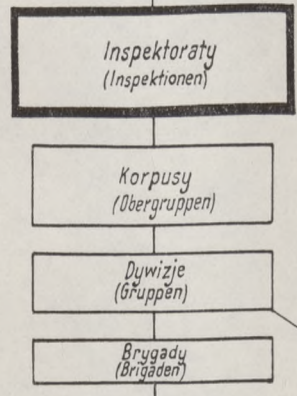 Inspektoraty
(Inspektionen)
Korpusy
(Obergruppen)
Dywizje
(Gruppen)
Brygady
(Brigaden)